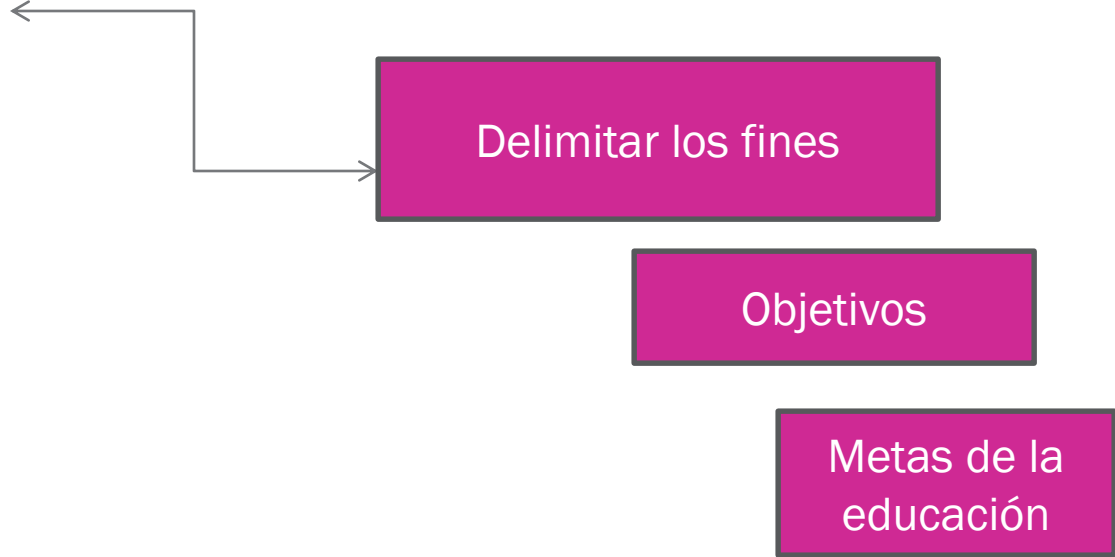 Delimitar los fines
Objetivos
Metas de la
educación